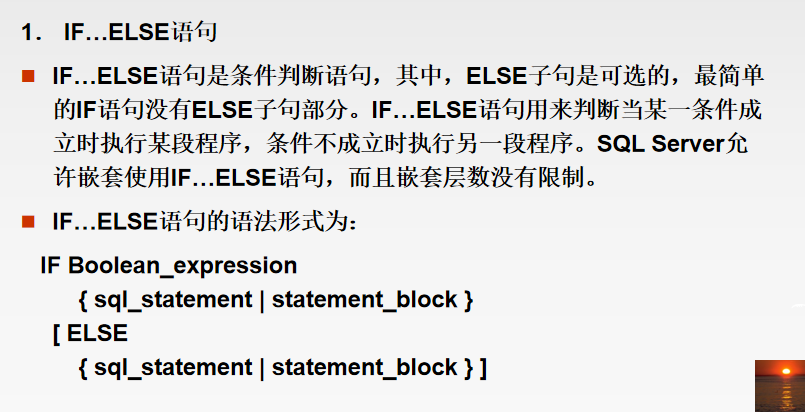 1. IF…ELSE语句
IF…ELSE语句是条件判断语句，其中，ELSE子句是可选的，最简单
的IF语句没有ELSE子句部分。IF…ELSE语句用来判断当某一条件成
立时执行某段程序，条件不成立时执行另一段程序。SQL Server允
许嵌套使用IF…ELSE语句，而且嵌套层数没有限制。
IF…ELSE语句的语法形式为：
IF Boolean_expression
{ sql_statement | statement_block }
[ ELSE
{ sql_statement | statement_block } ]